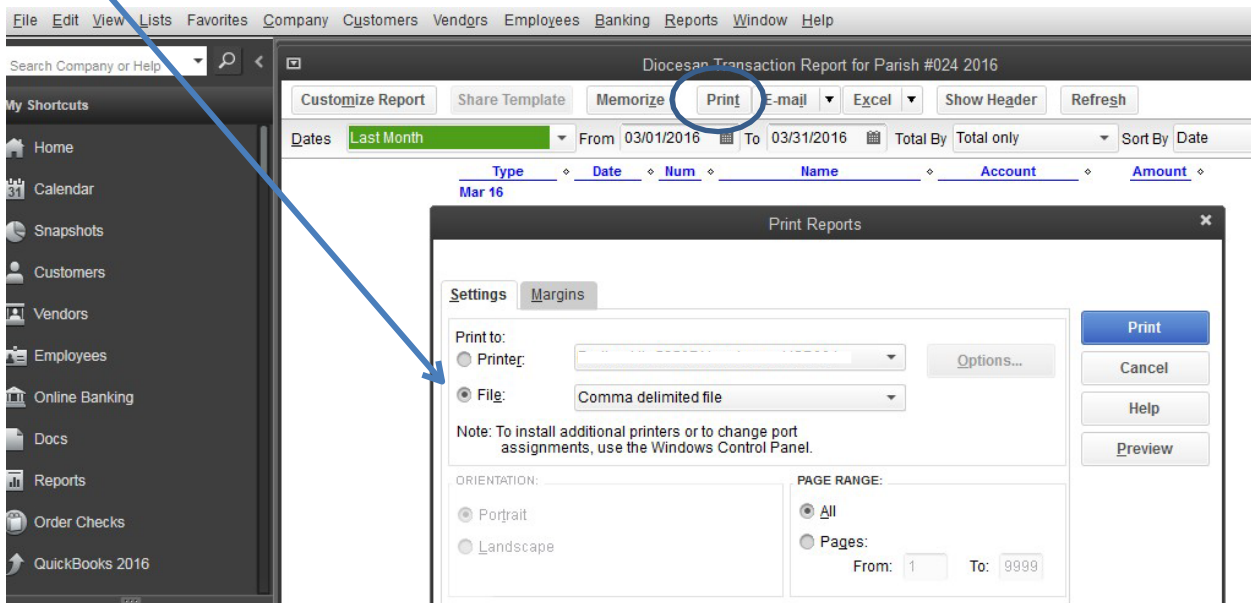 File Edit View Lists Favorites Company Customers Vendors Employees Banking Reports Window Help
Search Company or Help
Diocesan Transaction Report for Parish #024 2016
My Shortcuts
Customize Report Share Template Memorize Print E-mail Excel Show Header Refresh
Dates Last Month From 03/01/2016 To 03/31/2016 Total By Total only Sort By Date
Home
Type Date Num Name Account Amount
Mar 16
31 Calendar
Print Reports
Snapshots
Customers
Settings Margins
Vendors
Print to:
Print
Employees
Printer:
Options...
Cancel
Online Banking
File: Comma delimited file
Help
Docs
Note: To install additional printers or to change port
assignments, use the Windows Control Panel.
Preview
Reports
ORIENTATION:
PAGE RANGE:
Order Checks
Portrait
All
Landscape
Pages:
QuickBooks 2016
From: 1 To: 9999